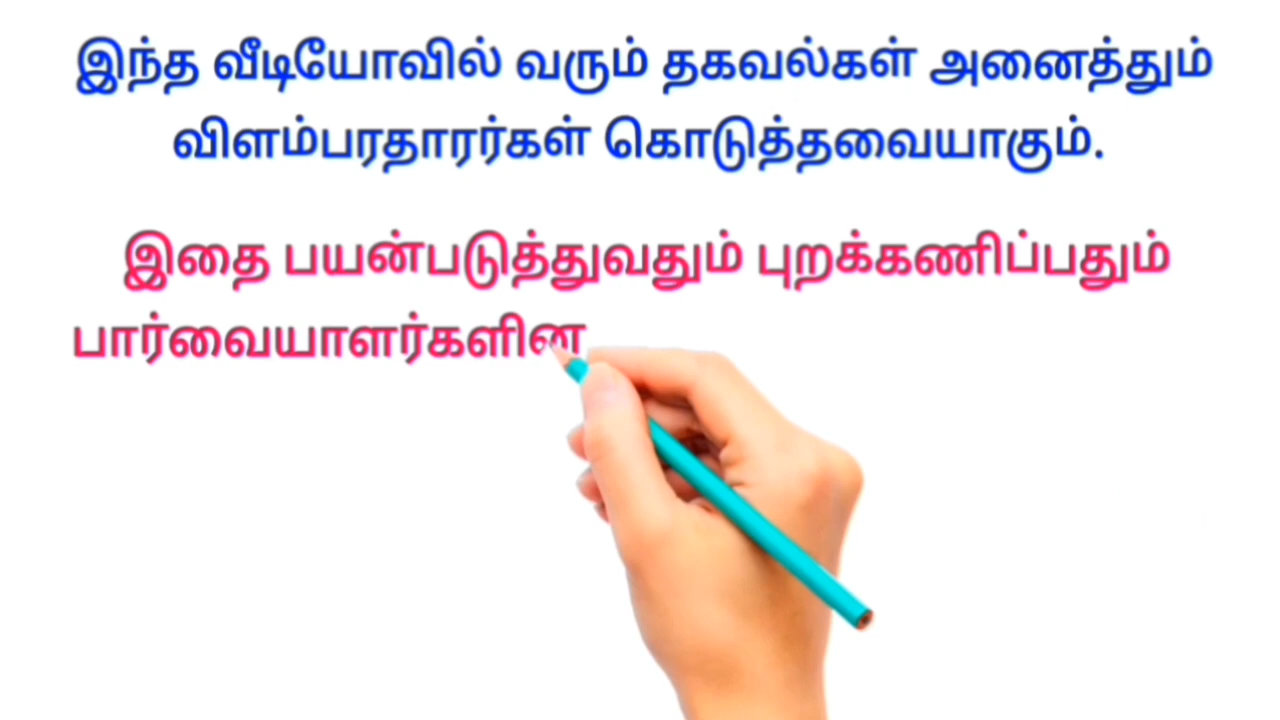 இந்த வீடியோவில் வரும் தகவல்கள் அனைத்தும்
விளம்பரதாரர்கள் கொடுத்தவையாகும்.
இதை பயன்படுத்துவதும் புறக்கணிப்பதும்
பார்வையாளர்களின